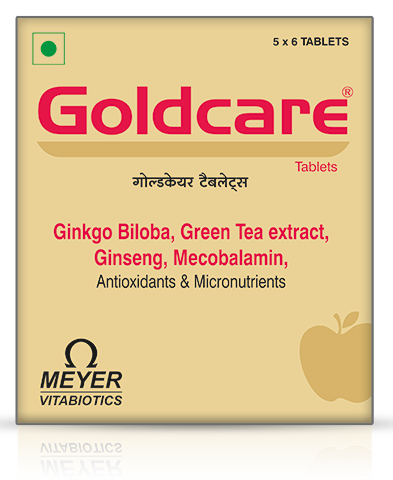 5 x 6 TABLETS
Goldcare®
Tablets
गोल्डकेयर टैबलेट्स
Ginkgo Biloba, Green Tea extract,
Ginseng, Mecobalamin,
Antioxidants & Micronutrients
MEYER
VITABIOTICS